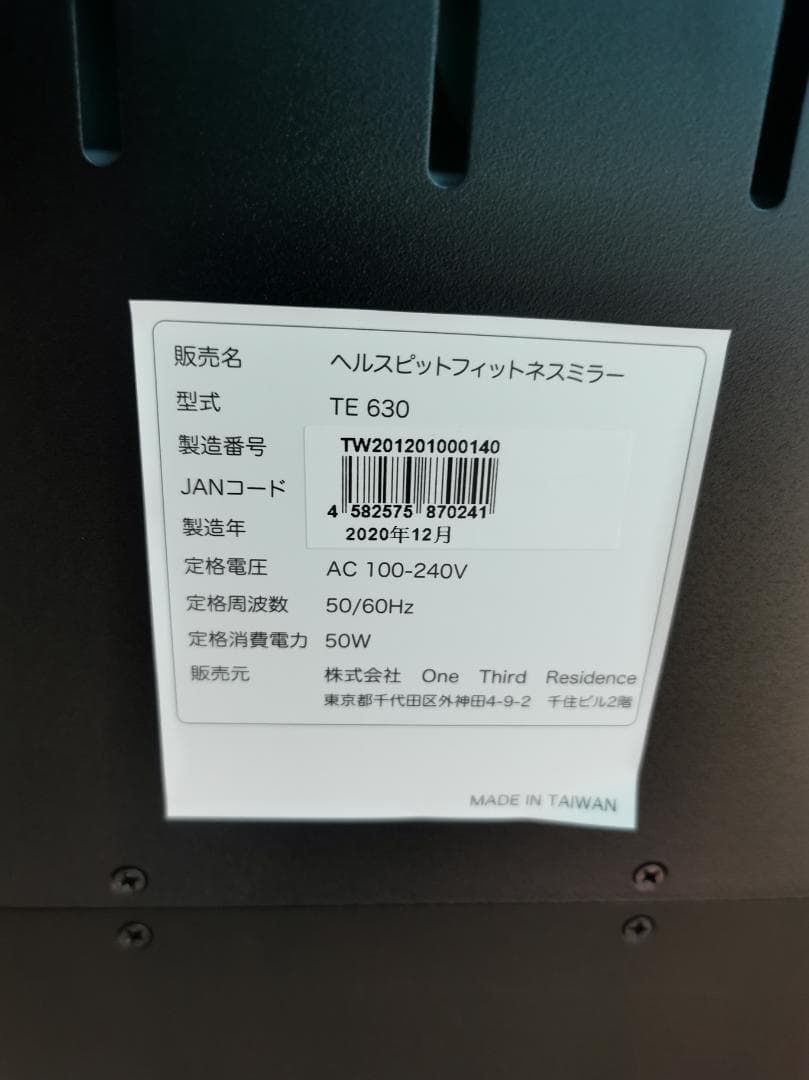 販売名 ヘルスピットフィットネスミラー
型式 TE 630
製造番号 TW201201000140
JANコード 4 582575 870241
製造年 2020年12月
定格電圧 AC 100-240V
定格周波数 50/60Hz
定格消費電力 50W
販売元 株式会社 One Third Residence
東京都千代田区外神田4-9-2 千住ビル2階
MADE IN TAIWAN